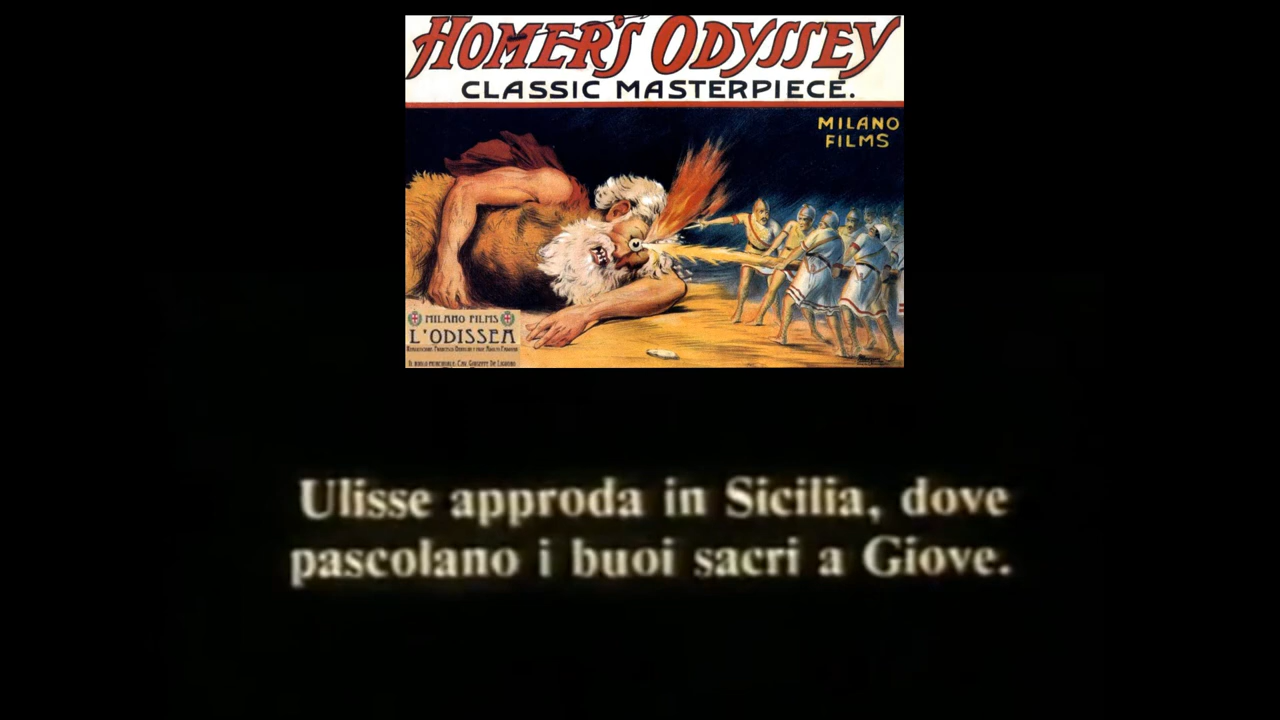 HOMER'S ODYSSEY
CLASSIC MASTERPIECE.
MILANO
FILMS
MILANO FILMS
L'ODISSEA
Ulisse approda in Sicilia, dove
pascolano i buoi sacri a Giove.